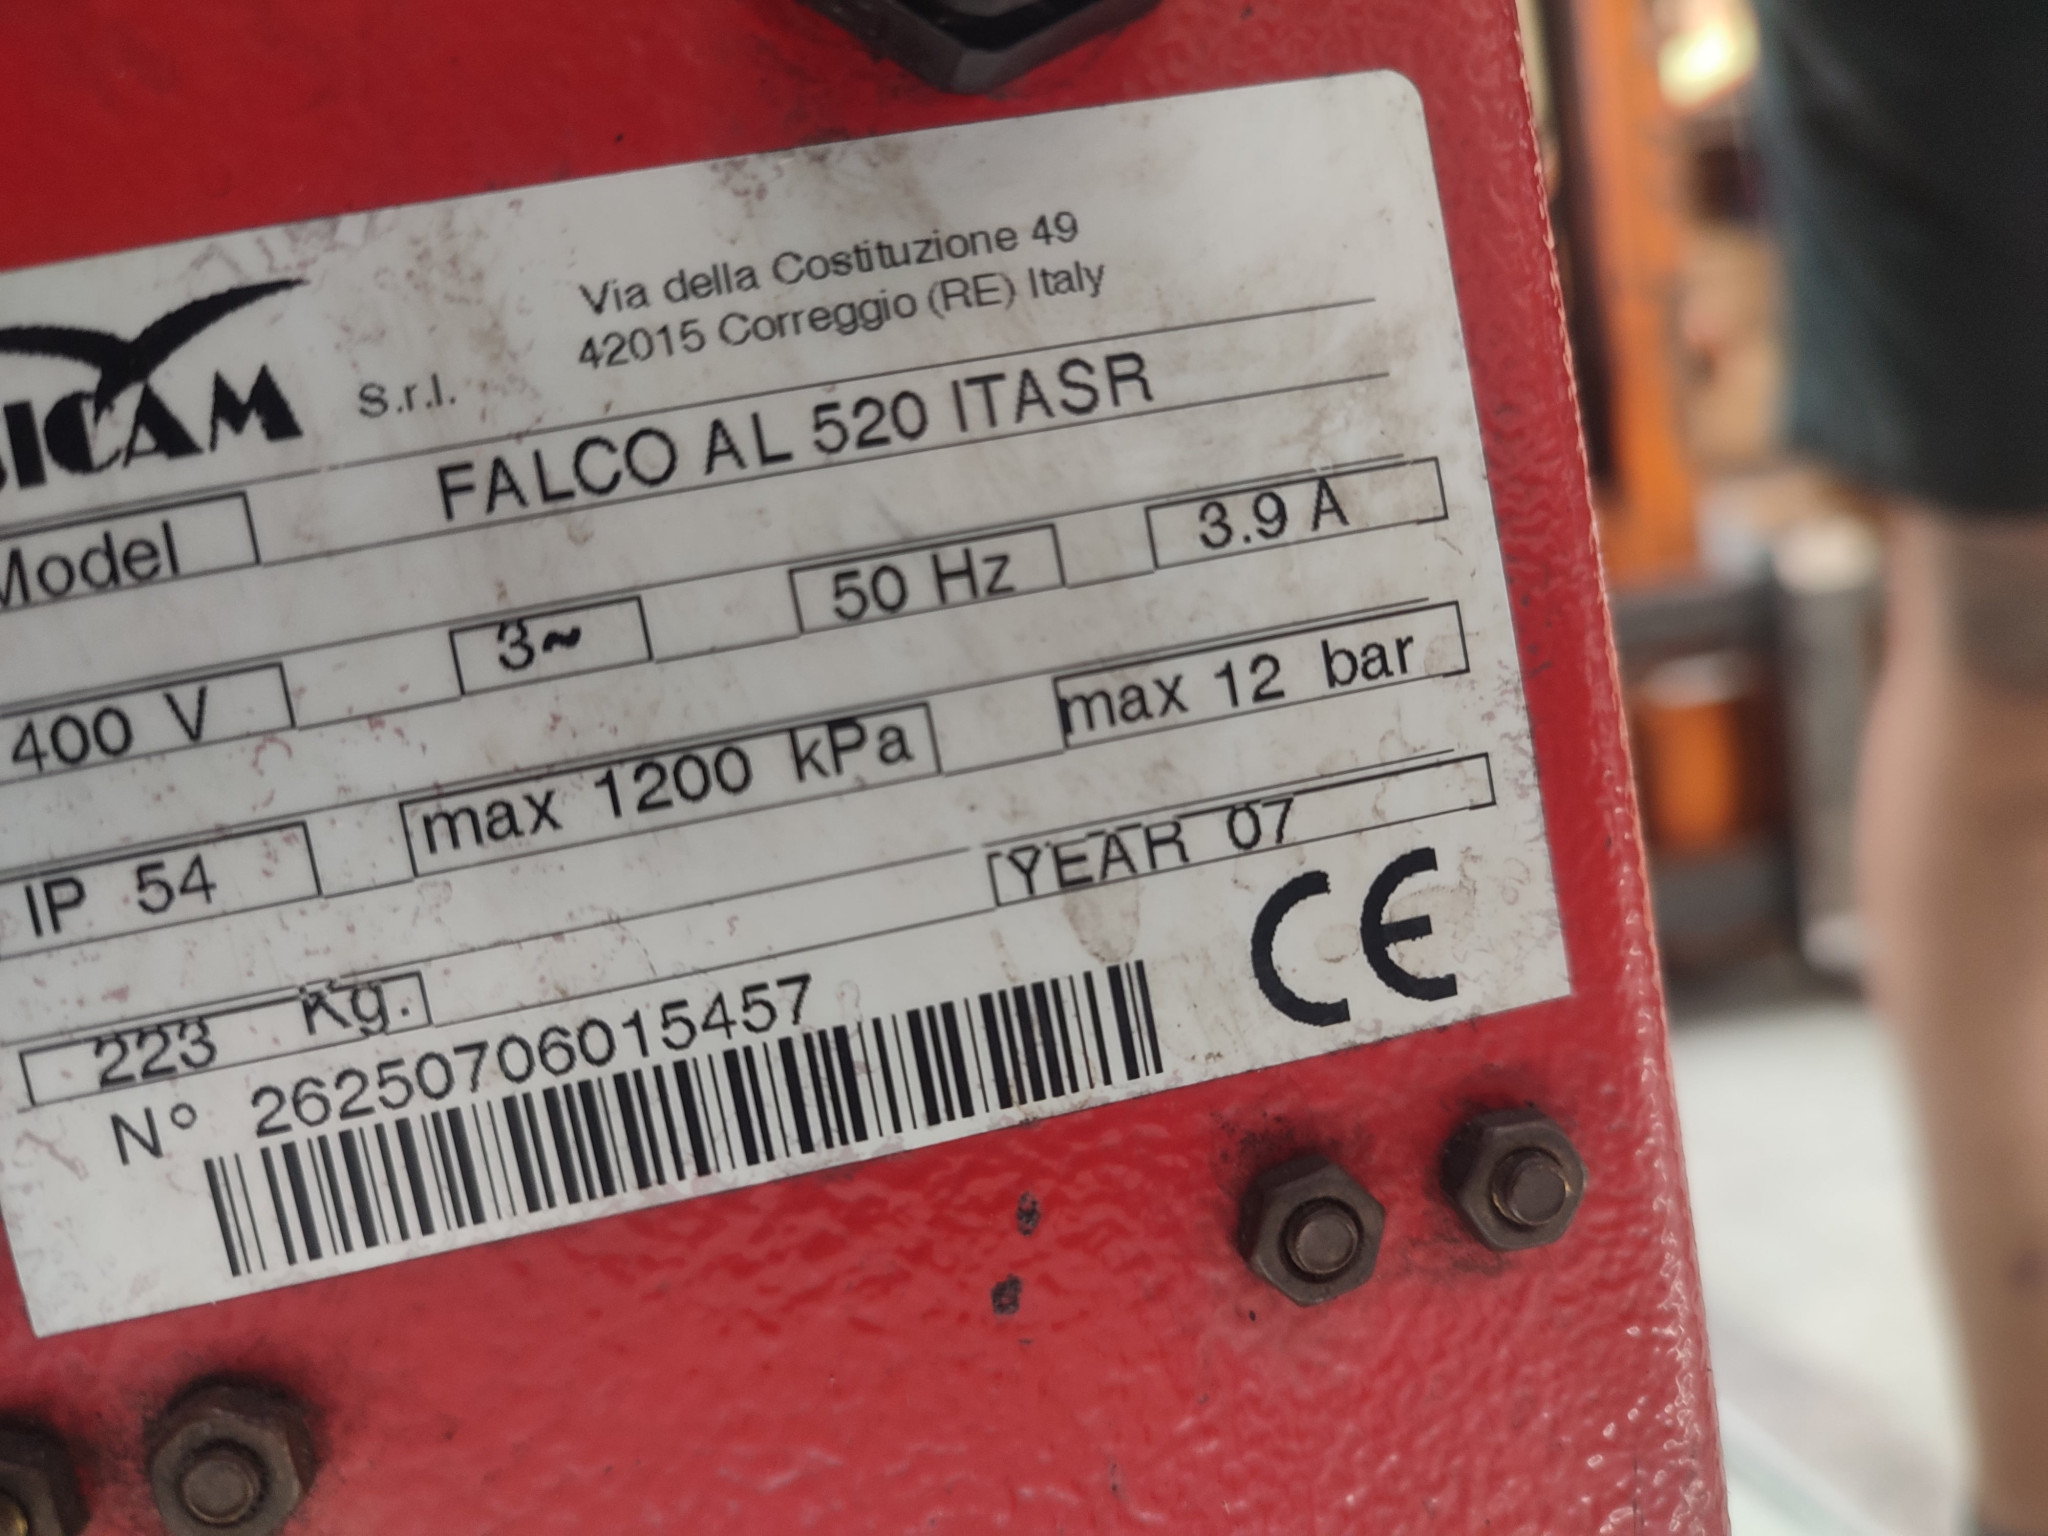 SICAM S.r.l.
Via della Costituzione 49
42015 Correggio (RE) Italy
Model FALCO AL 520 ITASR
400 V 3~ 50 Hz 3.9 A
IP 54 max 1200 kPa max 12 bar
223 Kg. YEAR 07
N° 26250706015457
CE